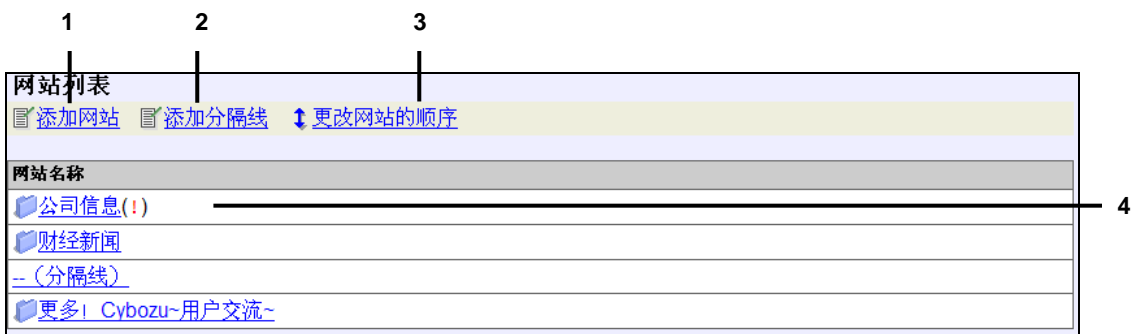 1 2 3
网站列表
添加网站 添加分隔线 更改网站的顺序
网站名称
公司信息(!)
4
财经新闻
--（分隔线）
更多！Cybozu~用户交流~